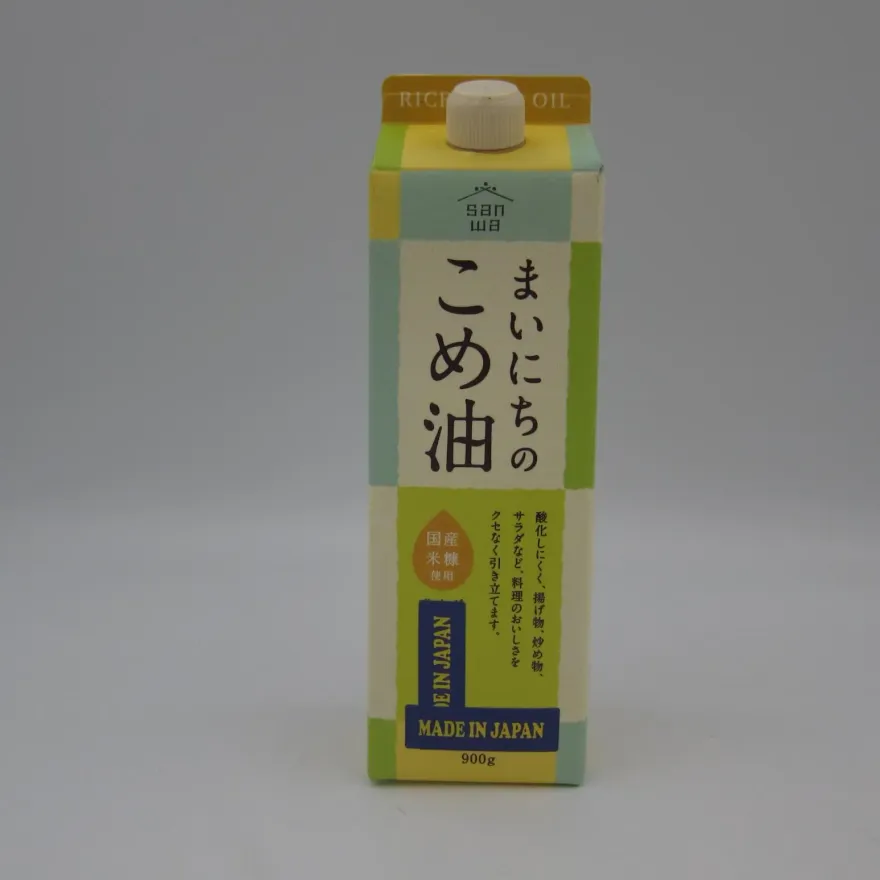 RICE OIL
san
wa
まいにちの
こめ油
酸化しにくく、揚げ物、炒め物、
サラダなど、料理のおいしさを
クセなく引き立てます。
国産
米糠
使用
MADE IN JAPAN
DE IN JAPAN
900g